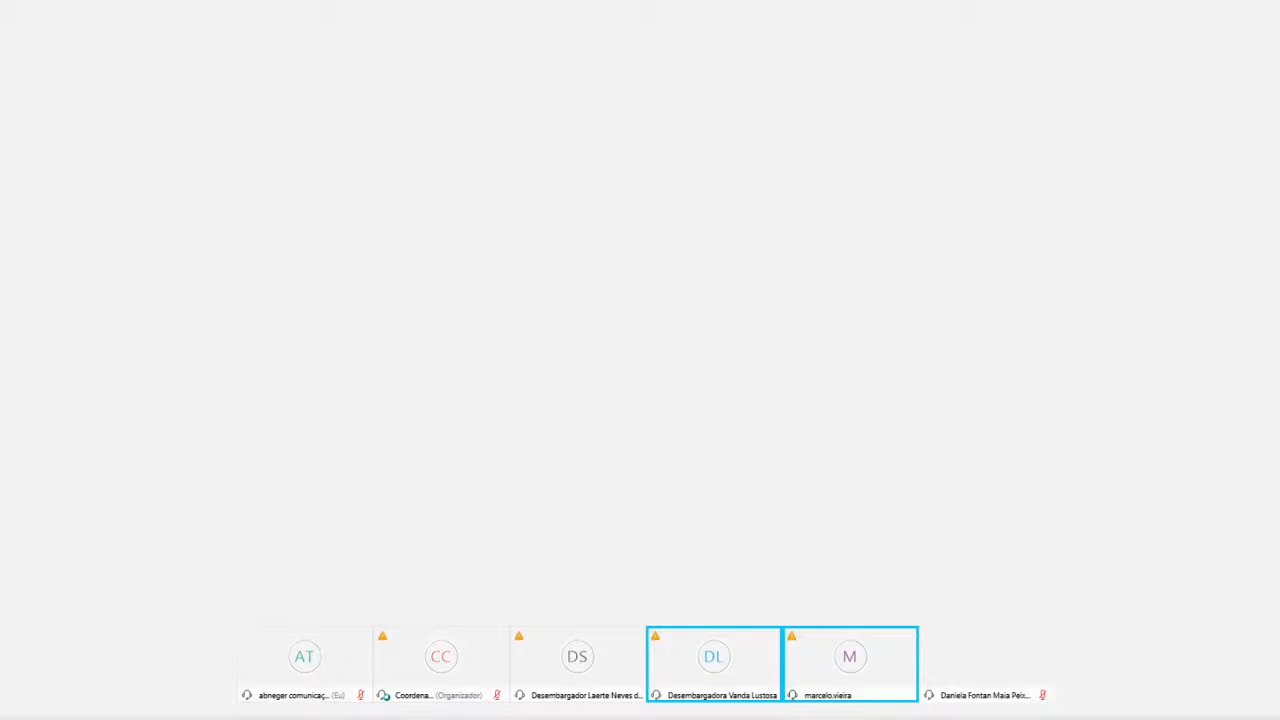 AT
CC
DS
DL
M
abneger comunicaç... (Eu)
Coordena... (Organizador)
Desembargador Laerte Neves d...
Desembargadora Vanda Lustosa
marcelo.vieira
Daniela Fontan Maia Peix...